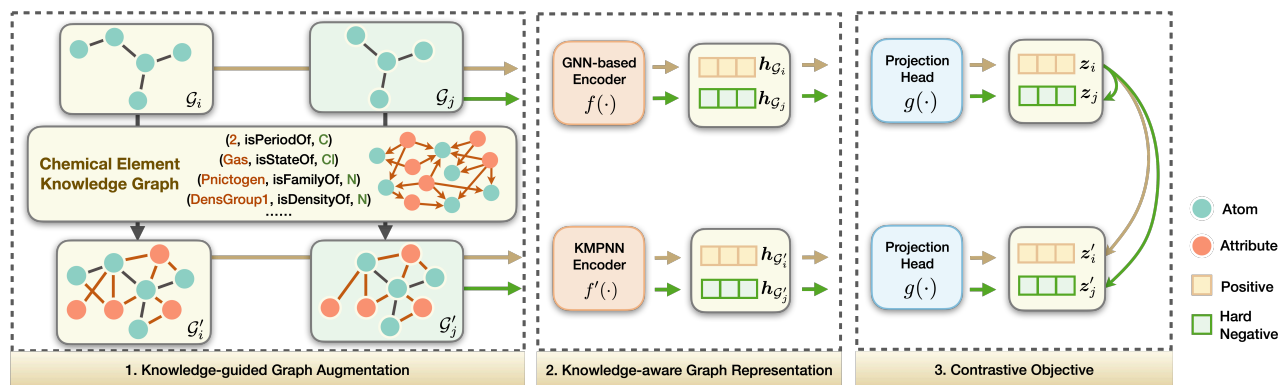 𝒢ᵢ
𝒢ⱼ
Chemical Element
Knowledge Graph
(2, isPeriodOf, C)
(Gas, isStateOf, Cl)
(Pnictogen, isFamilyOf, N)
(DensGroup1, isDensityOf, N)
......
𝒢′ᵢ
𝒢′ⱼ
1. Knowledge-guided Graph Augmentation
GNN-based
Encoder
f(·)
h𝒢ᵢ
h𝒢ⱼ
KMPNN
Encoder
f′(·)
h𝒢′ᵢ
h𝒢′ⱼ
2. Knowledge-aware Graph Representation
Projection
Head
g(·)
zᵢ
zⱼ
Projection
Head
g(·)
z′ᵢ
z′ⱼ
3. Contrastive Objective
Atom
Attribute
Positive
Hard
Negative